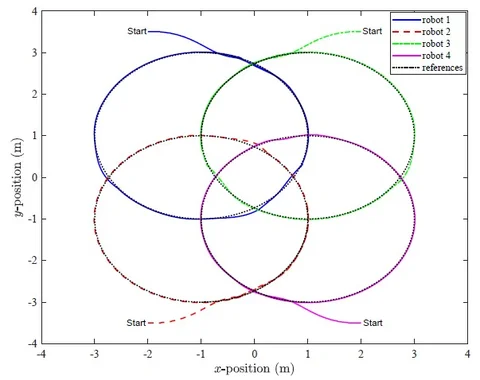 4
3
2
1
0
-1
-2
-3
-4
y-position (m)
Start
Start
robot 1
robot 2
robot 3
robot 4
references
Start
Start
-4
-3
-2
-1
0
1
2
3
4
x-position (m)